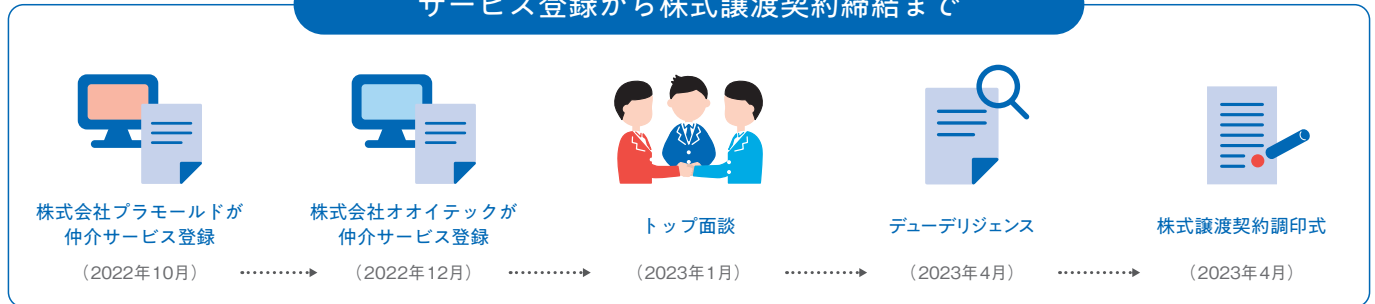 サービス登録から株式譲渡契約締結まで
株式会社プラモールドが
仲介サービス登録
（2022年10月）
株式会社オオイテックが
仲介サービス登録
（2022年12月）
トップ面談
（2023年1月）
デューデリジェンス
（2023年4月）
株式譲渡契約調印式
（2023年4月）